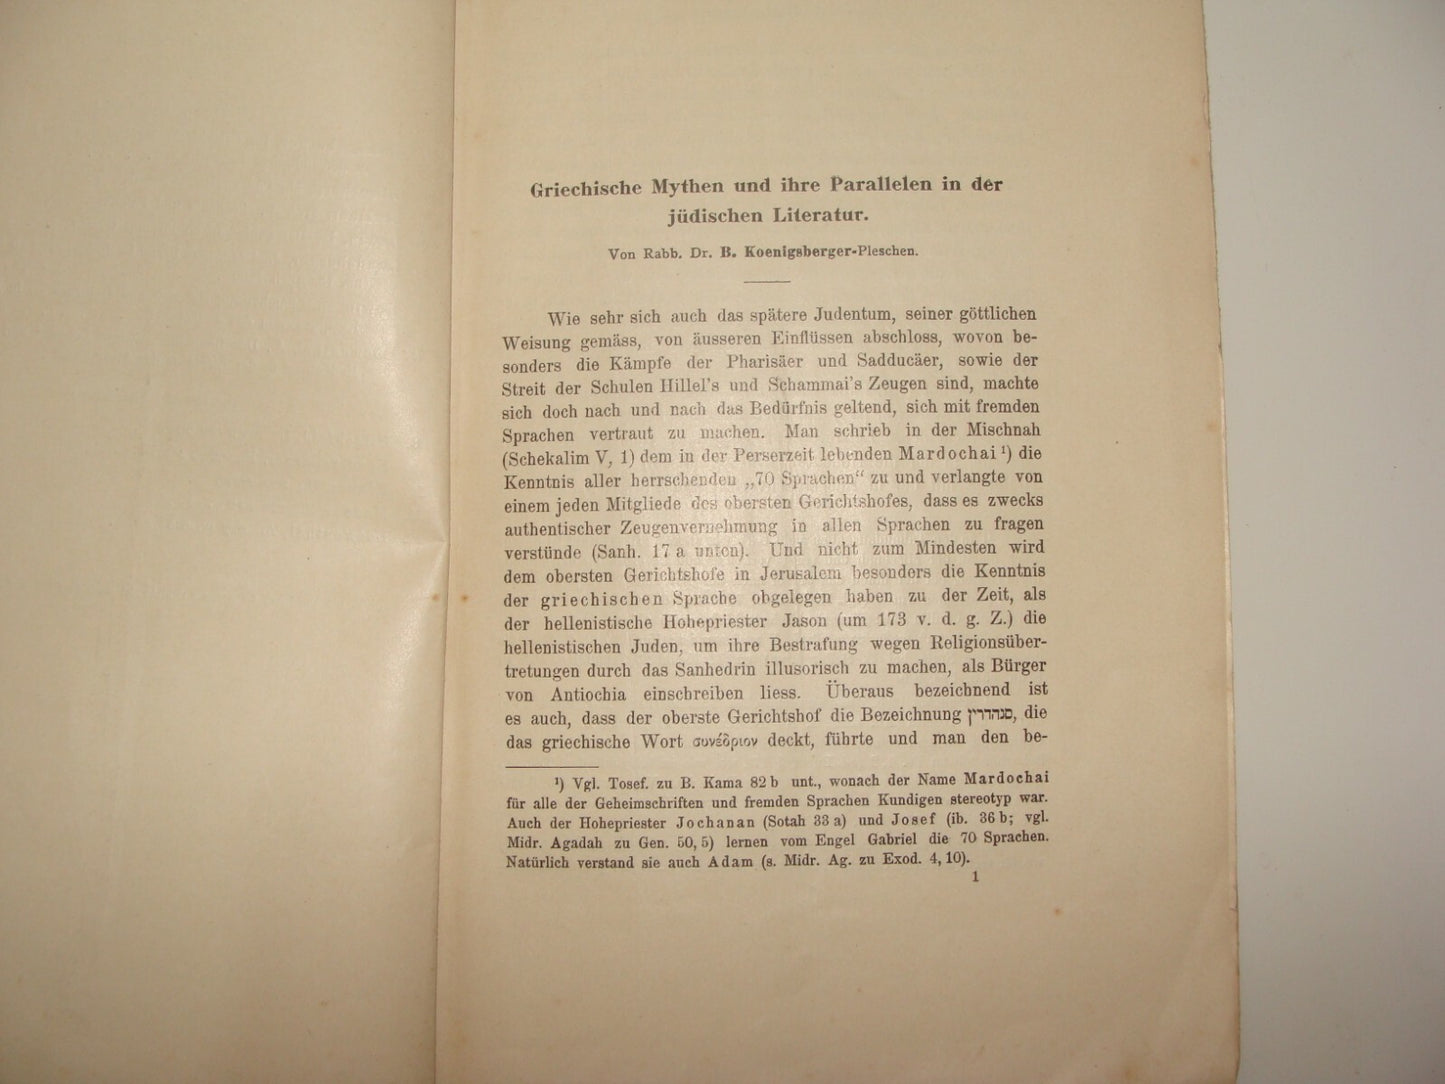 Griechische Mythen und ihre Parallelen in der
jüdischen Literatur.
Von Rabb. Dr. B. Koenigsberger-Pleschen.
Wie sehr sich auch das spätere Judentum, seiner göttlichen
Weisung gemäss, von äusseren Einflüssen abschloss, wovon be-
sonders die Kämpfe der Pharisäer und Sadducäer, sowie der
Streit der Schulen Hillel's und Schammai's Zeugen sind, machte
sich doch nach und nach das Bedürfnis geltend, sich mit fremden
Sprachen vertraut zu machen. Man schrieb in der Mischnah
(Schekalim V, 1) dem in der Perserzeit lebenden Mardochai ¹) die
Kenntnis aller herrschenden „70 Sprachen“ zu und verlangte von
einem jeden Mitgliede des obersten Gerichtshofes, dass es zwecks
authentischer Zeugenvernehmung in allen Sprachen zu fragen
verstünde (Sanh. 17 a unten). Und nicht zum Mindesten wird
dem obersten Gerichtshofe in Jerusalem besonders die Kenntnis
der griechischen Sprache obgelegen haben zu der Zeit, als
der hellenistische Hohepriester Jason (um 173 v. d. g. Z.) die
hellenistischen Juden, um ihre Bestrafung wegen Religionsüber-
tretungen durch das Sanhedrin illusorisch zu machen, als Bürger
von Antiochia einschreiben liess. Überaus bezeichnend ist
es auch, dass der oberste Gerichtshof die Bezeichnung סנהדרין, die
das griechische Wort συνέδριον deckt, führte und man den be-
¹) Vgl. Tosef. zu B. Kama 82 b unt., wonach der Name Mardochai
für alle der Geheimschriften und fremden Sprachen Kundigen stereotyp war.
Auch der Hohepriester Jochanan (Sotah 33 a) und Josef (ib. 36 b; vgl.
Midr. Agadah zu Gen. 50, 5) lernen vom Engel Gabriel die 70 Sprachen.
Natürlich verstand sie auch Adam (s. Midr. Ag. zu Exod. 4, 10).
1